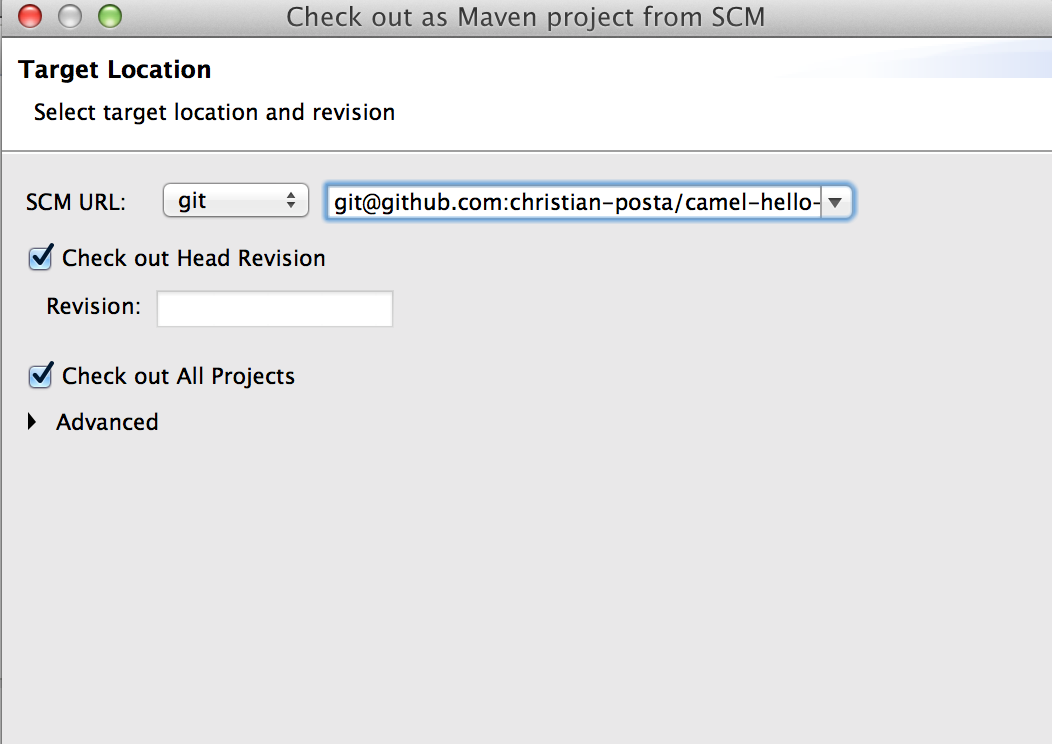 Check out as Maven project from SCM
Target Location
Select target location and revision
SCM URL: git git@github.com:christian-posta/camel-hello-
Check out Head Revision
Revision:
Check out All Projects
Advanced